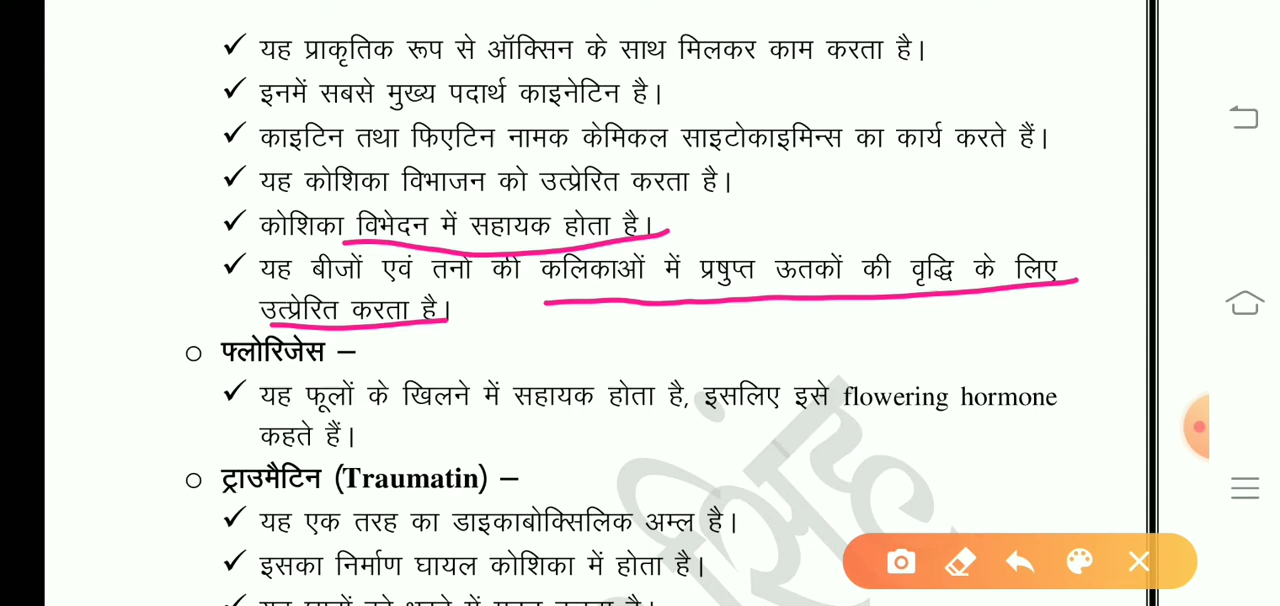 ✓ यह प्राकृतिक रूप से ऑक्सिन के साथ मिलकर काम करता है।
✓ इनमें सबसे मुख्य पदार्थ काइनेटिन है।
✓ काइटिन तथा फिएटिन नामक केमिकल साइटोकाइमिन्स का कार्य करते हैं।
✓ यह कोशिका विभाजन को उत्प्रेरित करता है।
✓ कोशिका विभेदन में सहायक होता है।
✓ यह बीजों एवं तनो की कलिकाओं में प्रषुप्त ऊतकों की वृद्धि के लिए
उत्प्रेरित करता है।
○ फ्लोरिजेस –
✓ यह फूलों के खिलने में सहायक होता है, इसलिए इसे flowering hormone
कहते हैं।
○ ट्राउमैटिन (Traumatin) –
✓ यह एक तरह का डाइकाबोक्सिलिक अम्ल है।
✓ इसका निर्माण घायल कोशिका में होता है।